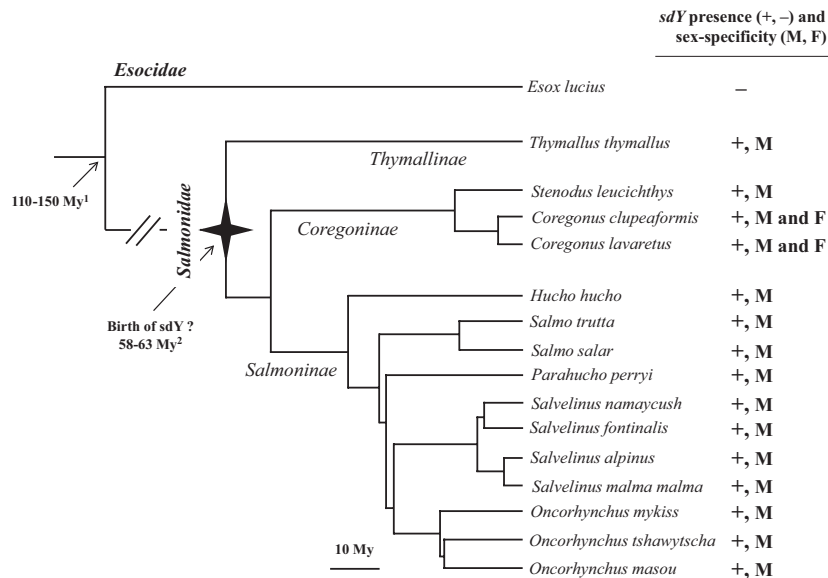 sdY presence (+, –) and
sex-specificity (M, F)
Esocidae
Esox lucius –
Thymallus thymallus +, M
Thymallinae
110-150 My1
Stenodus leucichthys +, M
Salmonidae
Coregoninae
Coregonus clupeaformis +, M and F
Coregonus lavaretus +, M and F
Hucho hucho +, M
Birth of sdY ?
58-63 My2
Salmo trutta +, M
Salmo salar +, M
Salmoninae
Parahucho perryi +, M
Salvelinus namaycush +, M
Salvelinus fontinalis +, M
Salvelinus alpinus +, M
Salvelinus malma malma +, M
Oncorhynchus mykiss +, M
10 My
Oncorhynchus tshawytscha +, M
Oncorhynchus masou +, M